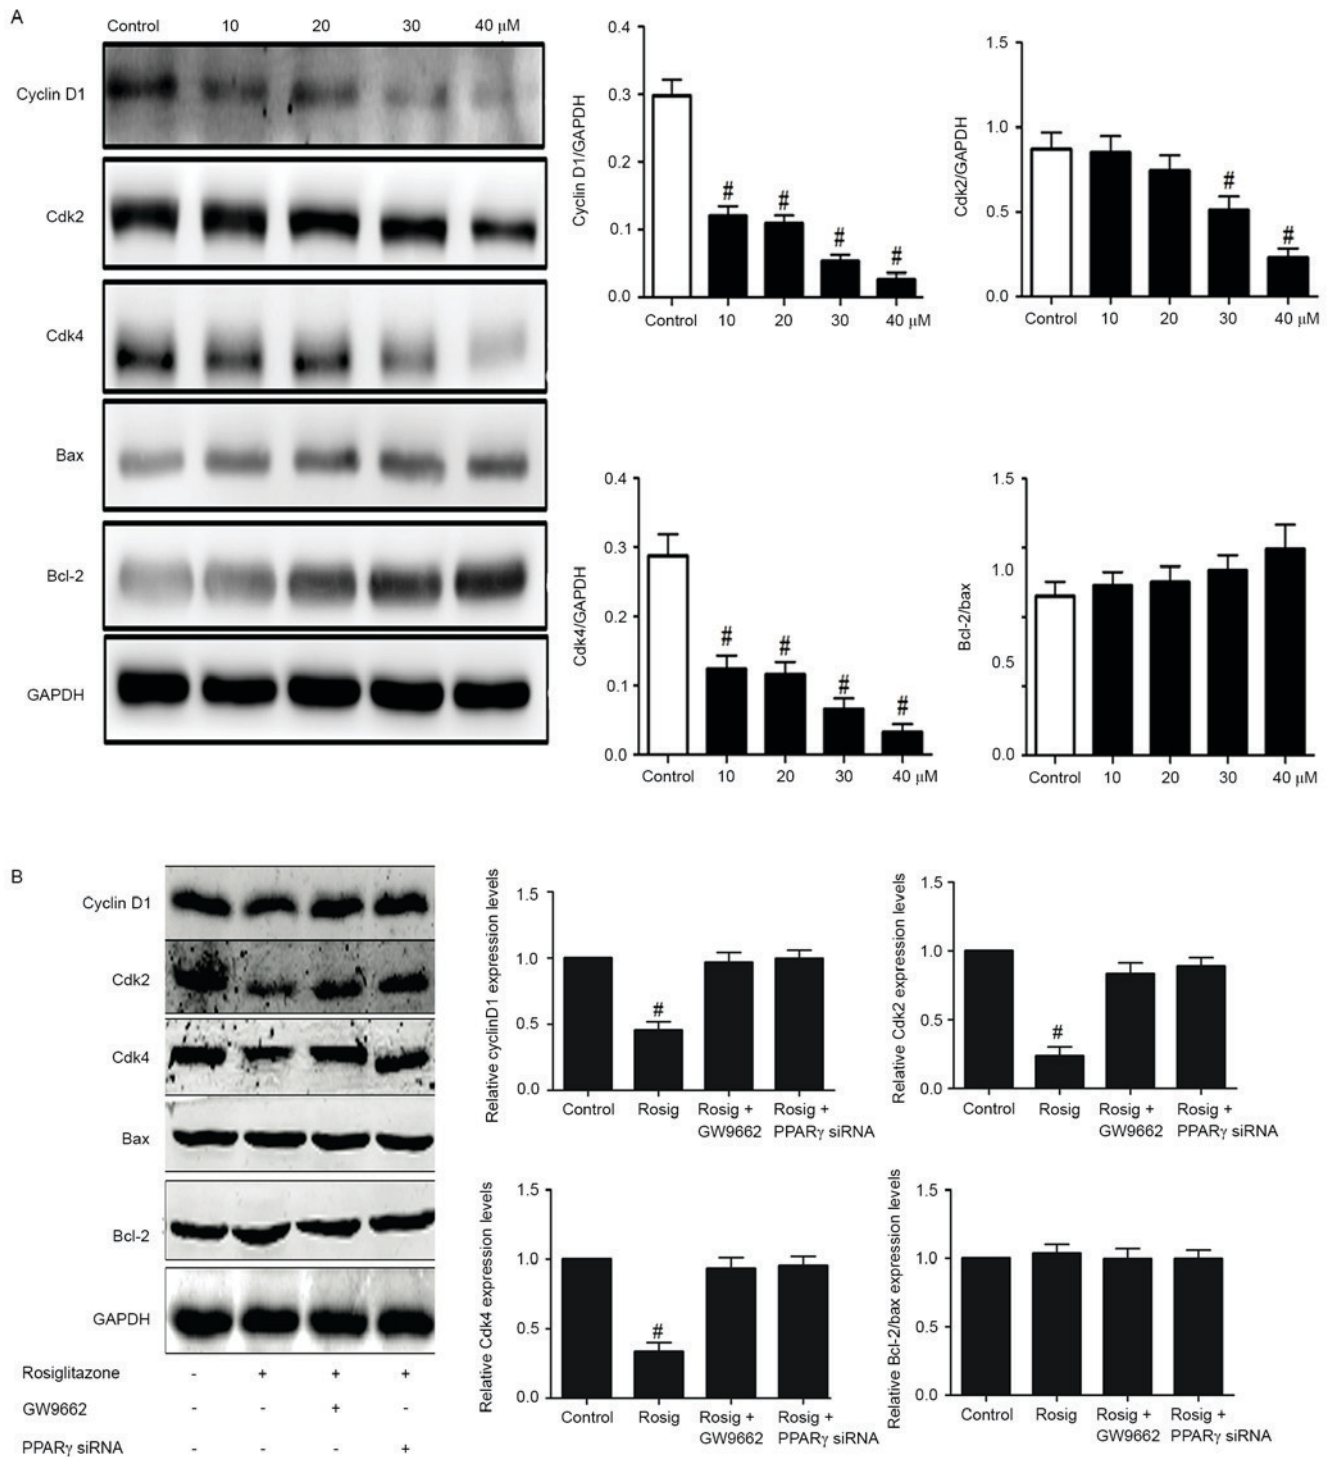 A
Control 10 20 30 40 μM
Cyclin D1
Cdk2
Cdk4
Bax
Bcl-2
GAPDH
Cyclin D1/GAPDH
0.4
0.3
0.2
0.1
0.0
# # # #
Control 10 20 30 40 μM
Cdk2/GAPDH
1.5
1.0
0.5
0.0
# #
Control 10 20 30 40 μM
Cdk4/GAPDH
0.4
0.3
0.2
0.1
0.0
# # # #
Control 10 20 30 40 μM
Bcl-2/bax
1.5
1.0
0.5
0.0
Control 10 20 30 40 μM
B
Cyclin D1
Cdk2
Cdk4
Bax
Bcl-2
GAPDH
Rosiglitazone - + + +
GW9662 - - + -
PPARγ siRNA - - - +
Relative cyclinD1 expression levels
1.5
1.0
0.5
0.0
#
Control Rosig Rosig + Rosig +
GW9662 PPARγ siRNA
Relative Cdk2 expression levels
1.5
1.0
0.5
0.0
#
Control Rosig Rosig + Rosig +
GW9662 PPARγ siRNA
Relative Cdk4 expression levels
1.5
1.0
0.5
0.0
#
Control Rosig Rosig + Rosig +
GW9662 PPARγ siRNA
Relative Bcl-2/bax expression levels
1.5
1.0
0.5
0.0
Control Rosig Rosig + Rosig +
GW9662 PPARγ siRNA